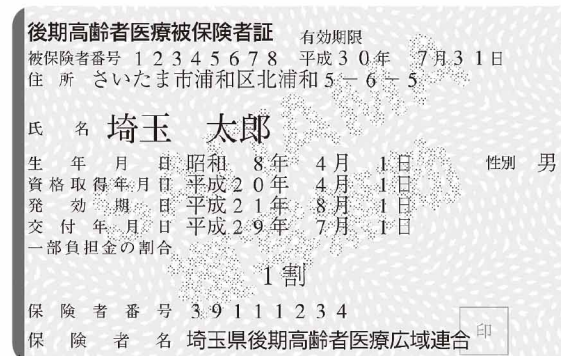 後期高齢者医療被保険者証 有効期限
被保険者番号 12345678 平成30年 7月31日
住所 さいたま市浦和区北浦和5-6-5
氏名 埼玉 太郎
生年月日 昭和 8年 4月 1日 性別 男
資格取得年月日 平成20年 4月 1日
発効期日 平成21年 8月 1日
交付年月日 平成29年 7月 1日
一部負担金の割合
1割
保険者番号 39111234
保険者名 埼玉県後期高齢者医療広域連合 印